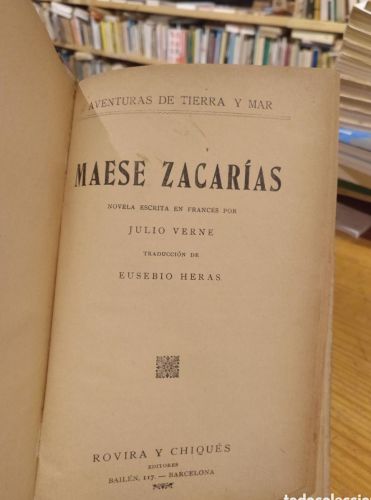 AVENTURAS DE TIERRA Y MAR
MAESE ZACARÍAS
NOVELA ESCRITA EN FRANCÉS POR
JULIO VERNE
TRADUCCIÓN DE
EUSEBIO HERAS
ROVIRA Y CHIQUÉS
EDITORES
BAILÉN, 117.—BARCELONA
todocoleccion